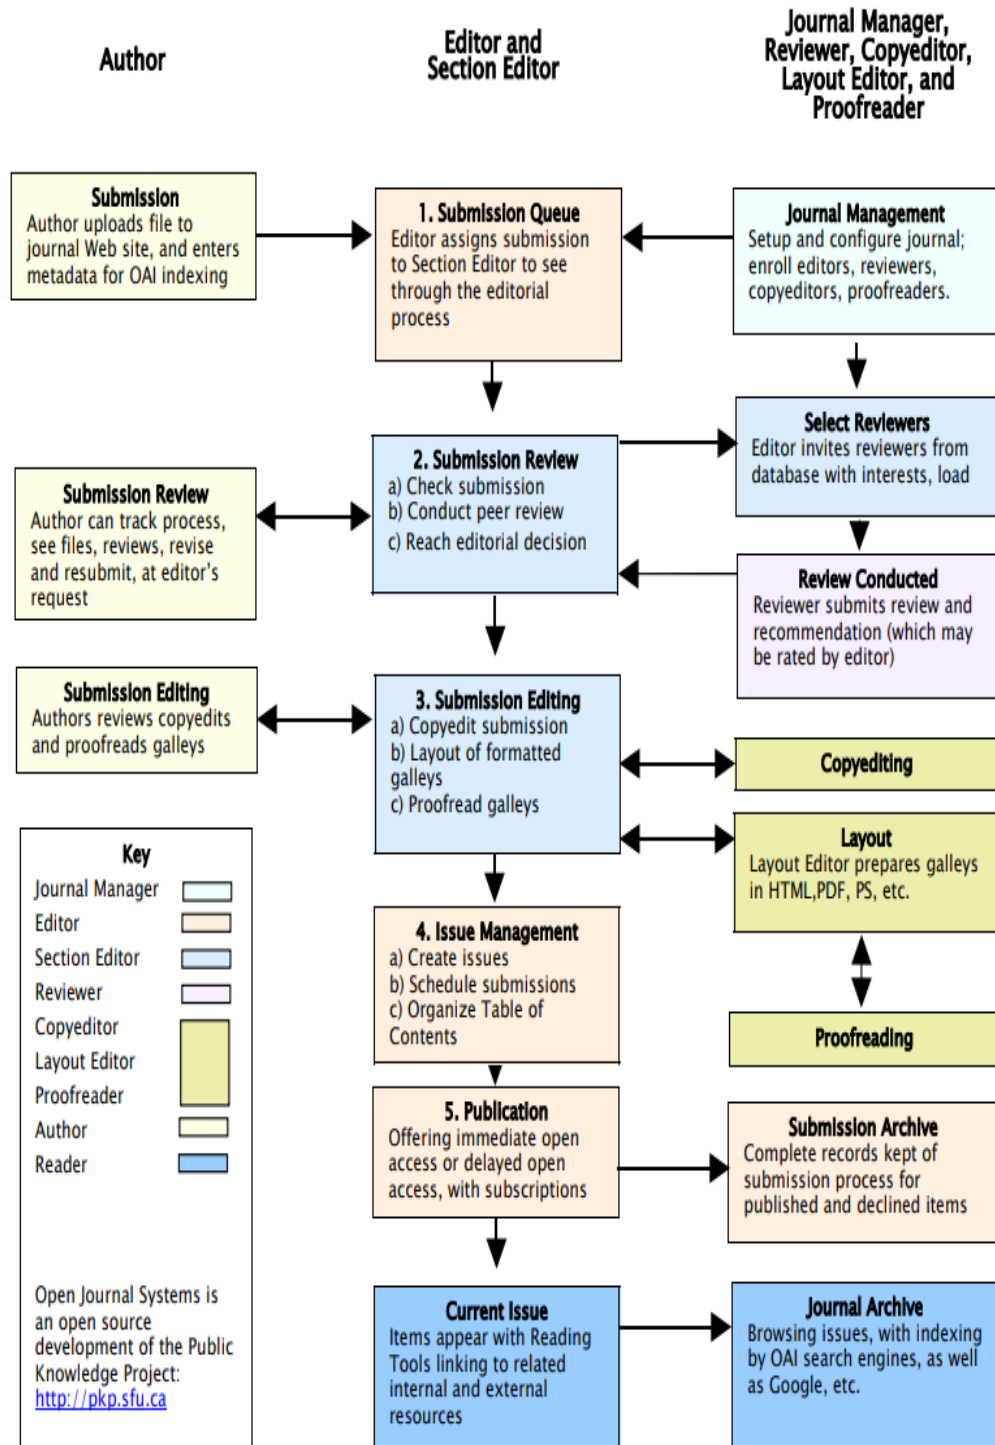 Author
Editor and
Section Editor
Journal Manager,
Reviewer, Copyeditor,
Layout Editor, and
Proofreader
Submission
Author uploads file to
journal Web site, and enters
metadata for OAI indexing
1. Submission Queue
Editor assigns submission
to Section Editor to see
through the editorial
process
Journal Management
Setup and configure journal;
enroll editors, reviewers,
copyeditors, proofreaders.
Select Reviewers
Editor invites reviewers from
database with interests, load
2. Submission Review
a) Check submission
b) Conduct peer review
c) Reach editorial decision
Submission Review
Author can track process,
see files, reviews, revise
and resubmit, at editor's
request
Review Conducted
Reviewer submits review and
recommendation (which may
be rated by editor)
Submission Editing
Authors reviews copyedits
and proofreads galleys
3. Submission Editing
a) Copyedit submission
b) Layout of formatted
galleys
c) Proofread galleys
Copyediting
Layout
Layout Editor prepares galleys
in HTML,PDF, PS, etc.
Proofreading
Key
Journal Manager
Editor
Section Editor
Reviewer
Copyeditor
Layout Editor
Proofreader
Author
Reader
Open Journal Systems is
an open source
development of the Public
Knowledge Project:
http://pkp.sfu.ca
4. Issue Management
a) Create issues
b) Schedule submissions
c) Organize Table of
Contents
5. Publication
Offering immediate open
access or delayed open
access, with subscriptions
Submission Archive
Complete records kept of
submission process for
published and declined items
Current Issue
Items appear with Reading
Tools linking to related
internal and external
resources
Journal Archive
Browsing issues, with indexing
by OAI search engines, as well
as Google, etc.